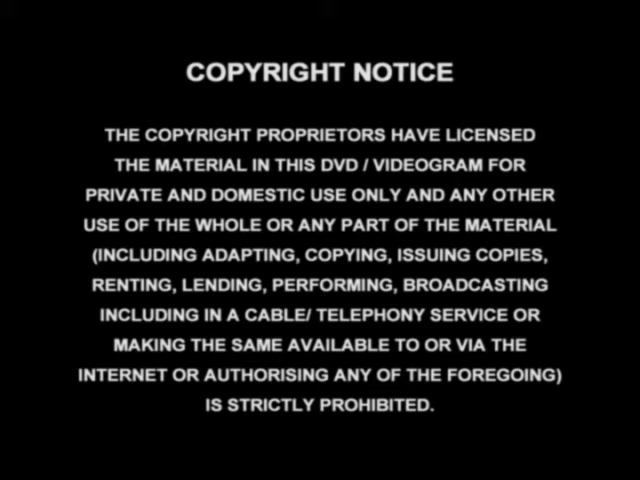 COPYRIGHT NOTICE
THE COPYRIGHT PROPRIETORS HAVE LICENSED
THE MATERIAL IN THIS DVD / VIDEOGRAM FOR
PRIVATE AND DOMESTIC USE ONLY AND ANY OTHER
USE OF THE WHOLE OR ANY PART OF THE MATERIAL
(INCLUDING ADAPTING, COPYING, ISSUING COPIES,
RENTING, LENDING, PERFORMING, BROADCASTING
INCLUDING IN A CABLE/ TELEPHONY SERVICE OR
MAKING THE SAME AVAILABLE TO OR VIA THE
INTERNET OR AUTHORISING ANY OF THE FOREGOING)
IS STRICTLY PROHIBITED.